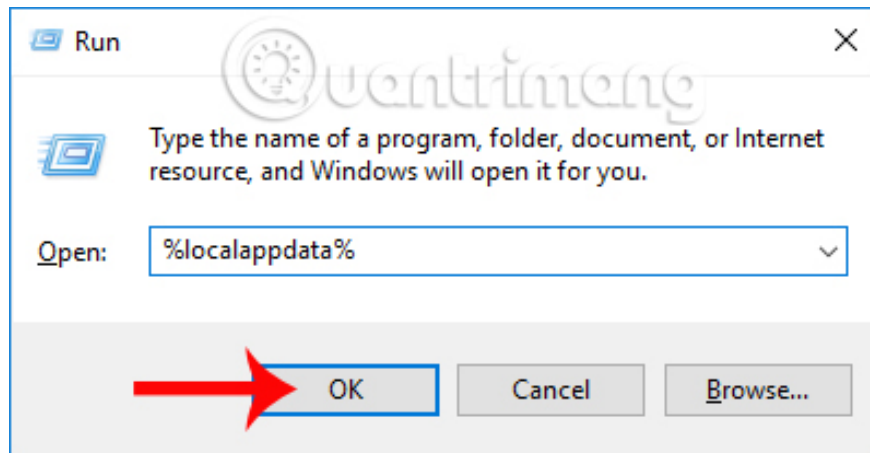 Run
Quantrimang
Type the name of a program, folder, document, or Internet
resource, and Windows will open it for you.
Open: %localappdata%
OK Cancel Browse...